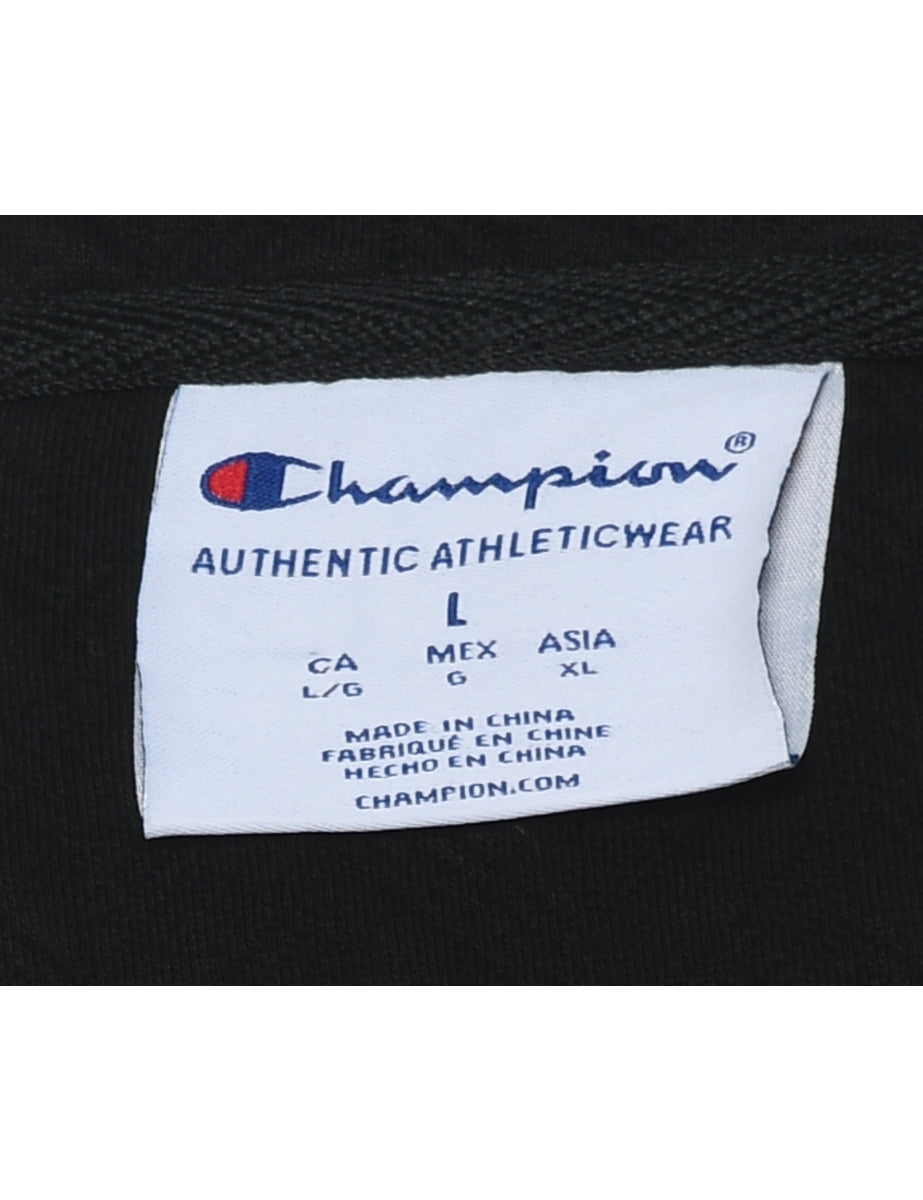 Champion®
AUTHENTIC ATHLETICWEAR
L
CA MEX ASIA
L/G G XL
MADE IN CHINA
FABRIQUÉ EN CHINE
HECHO EN CHINA
CHAMPION.COM